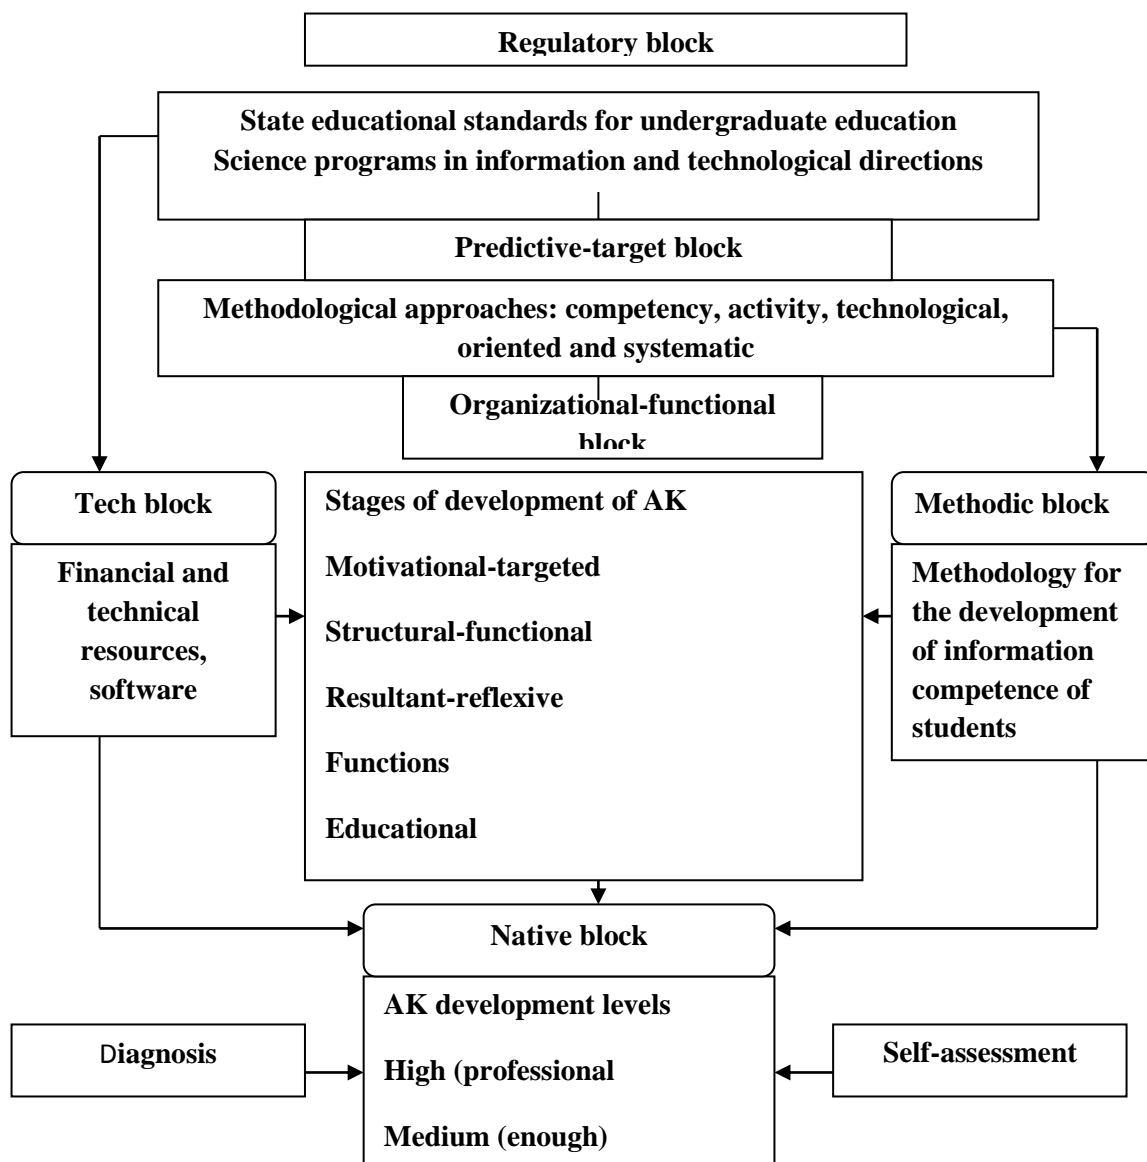 Regulatory block
State educational standards for undergraduate education
Science programs in information and technological directions
Predictive-target block
Methodological approaches: competency, activity, technological,
oriented and systematic
Organizational-functional
block
Tech block
Financial and
technical
resources,
software
Stages of development of AK
Motivational-targeted
Structural-functional
Resultant-reflexive
Functions
Educational
Methodic block
Methodology for
the development
of information
competence of
students
Native block
AK development levels
High (professional
Medium (enough)
Diagnosis
Self-assessment